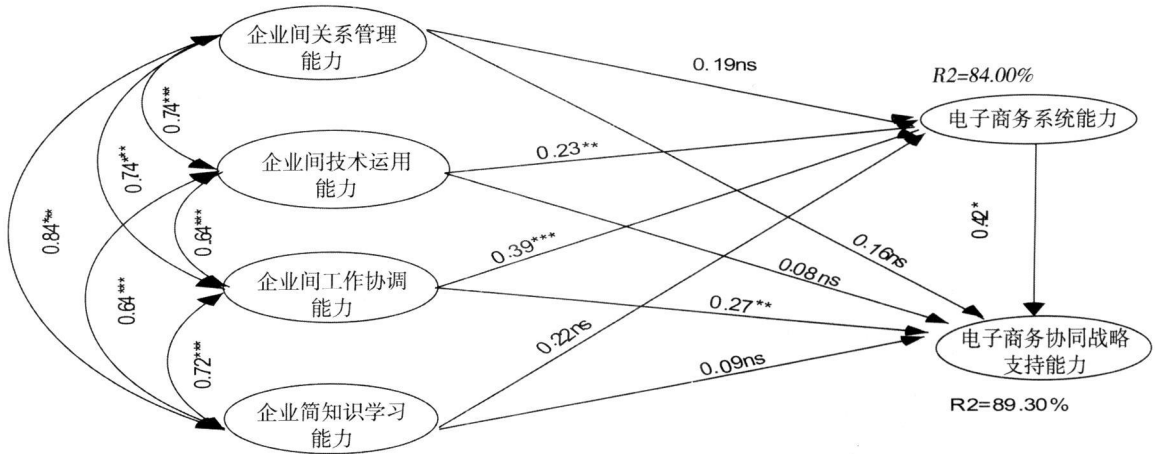 企业间关系管理
能力
0.19ns
R2=84.00%
电子商务系统能力
0.74***
企业间技术运用
能力
0.23**
0.74***
0.84***
0.64***
0.42*
0.39***
0.16ns
企业间工作协调
能力
0.08ns
0.64***
0.27**
0.22ns
电子商务协同战略
支持能力
0.72***
0.09ns
企业简知识学习
能力
R2=89.30%